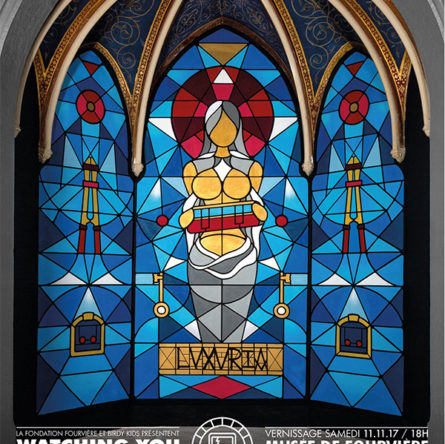 LVXVRIA
LA FONDATION FOURVIÈRE ET BIRDY KIDS PRÉSENTENT
WATCHING YOU
VERNISSAGE SAMEDI 11.11.17 / 18H
MUSÉE DE FOURVIÈRE